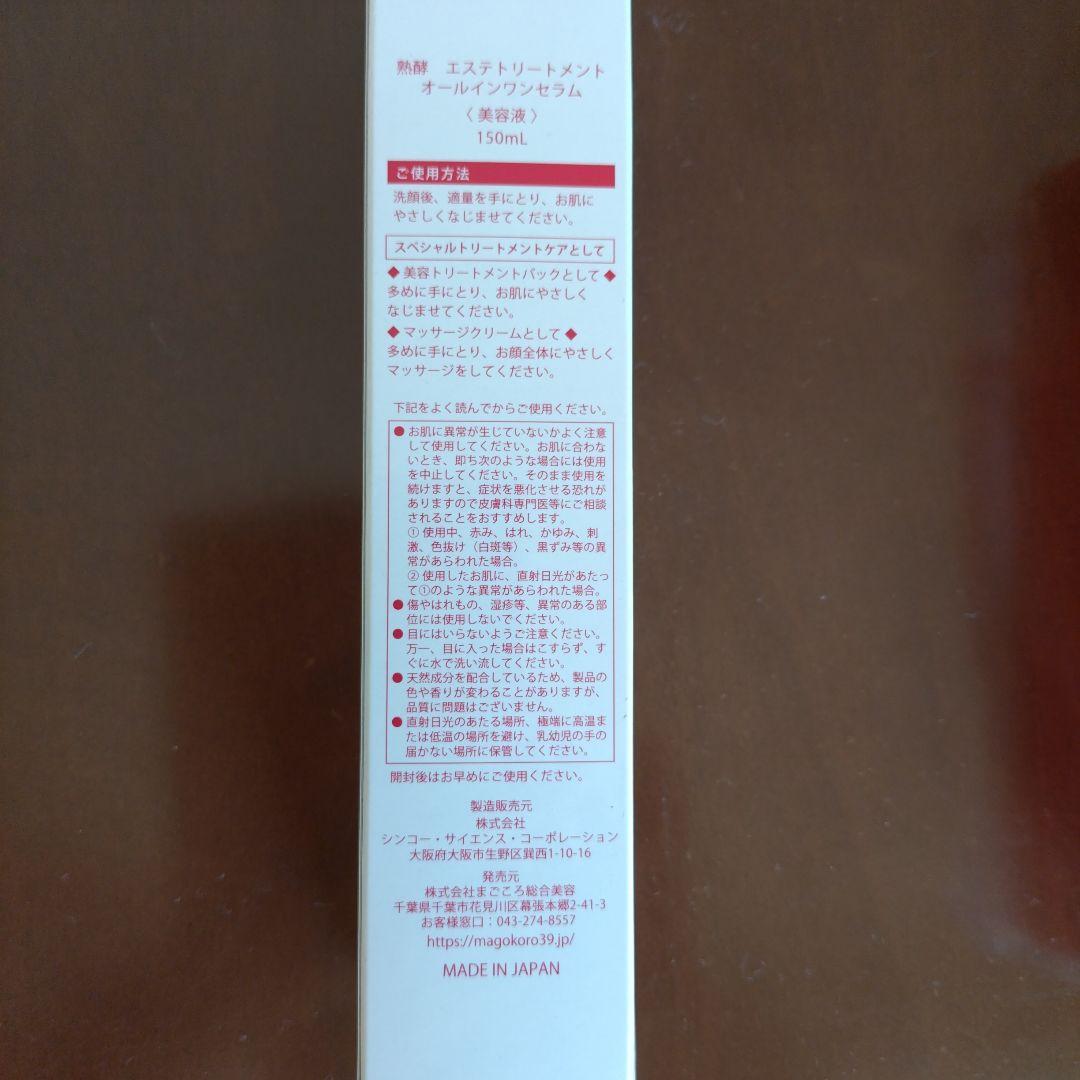 熟酵　エステトリートメント
オールインワンセラム
〈 美容液 〉
150mL
ご使用方法
洗顔後、適量を手にとり、お肌に
やさしくなじませてください。
スペシャルトリートメントケアとして
◆ 美容トリートメントパックとして ◆
多めに手にとり、お肌にやさしく
なじませてください。
◆ マッサージクリームとして ◆
多めに手にとり、お顔全体にやさしく
マッサージをしてください。
下記をよく読んでからご使用ください。
● お肌に異常が生じていないかよく注意
して使用してください。お肌に合わな
いとき、即ち次のような場合には使用
を中止してください。そのまま使用を
続けますと、症状を悪化させる恐れが
ありますので皮膚科専門医等にご相談
されることをおすすめします。
① 使用中、赤み、はれ、かゆみ、刺
激、色抜け（白斑等）、黒ずみ等の異
常があらわれた場合。
② 使用したお肌に、直射日光があたっ
て①のような異常があらわれた場合。
● 傷やはれもの、湿疹等、異常のある部
位には使用しないでください。
● 目にはいらないようご注意ください。
万一、目に入った場合はこすらず、す
ぐに水で洗い流してください。
● 天然成分を配合しているため、製品の
色や香りが変わることがありますが、
品質に問題はございません。
● 直射日光のあたる場所、極端に高温ま
たは低温の場所を避け、乳幼児の手の
届かない場所に保管してください。
開封後はお早めにご使用ください。
製造販売元
株式会社
シンコー・サイエンス・コーポレーション
大阪府大阪市生野区巽西1-10-16
発売元
株式会社まごころ総合美容
千葉県千葉市花見川区幕張本郷2-41-3
お客様窓口：043-274-8557
https://magokoro39.jp/
MADE IN JAPAN